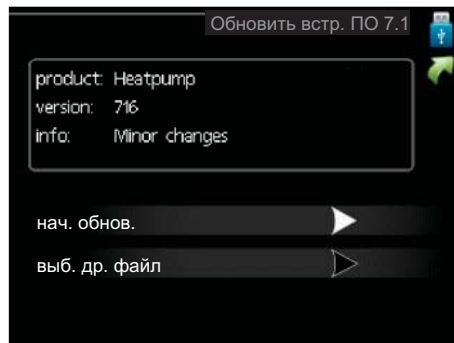 Обновить встр. ПО 7.1
product: Heatpump
version: 716
info: Minor changes
нач. обнов.
выб. др. файл